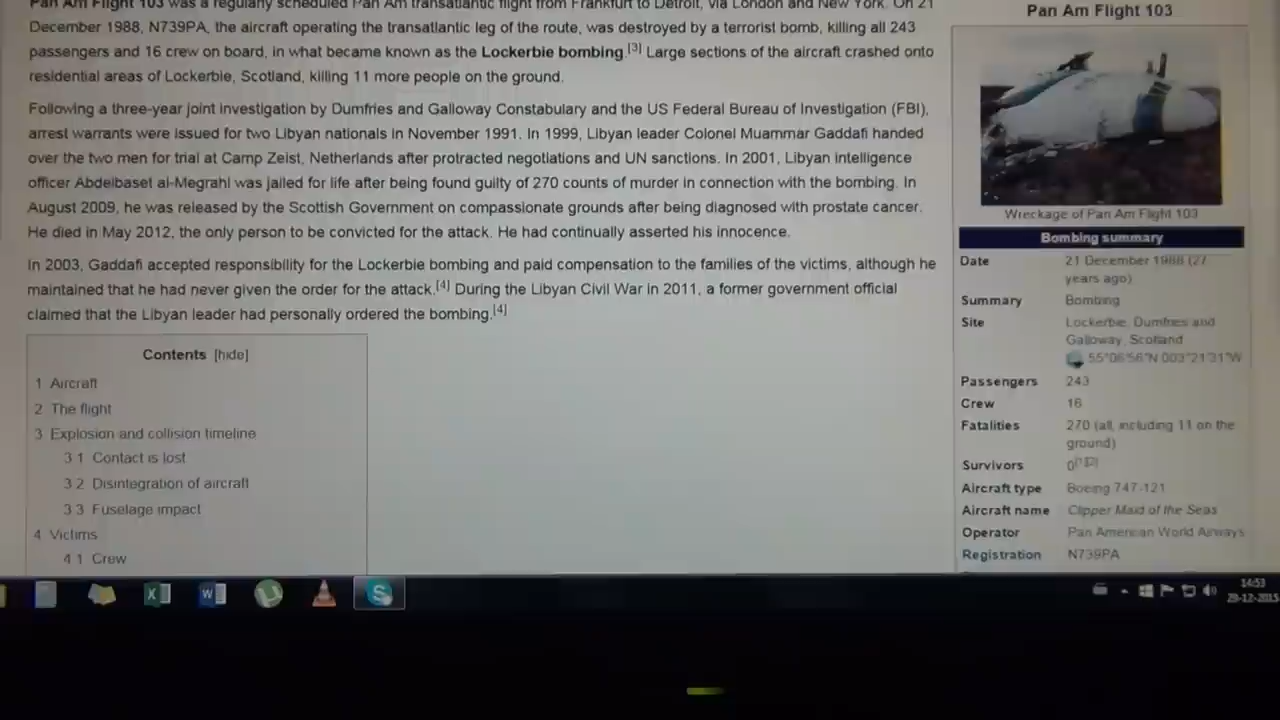 Pan Am Flight 103 was a regularly scheduled Pan Am transatlantic flight from Frankfurt to Detroit, via London and New York. On 21
December 1988, N739PA, the aircraft operating the transatlantic leg of the route, was destroyed by a terrorist bomb, killing all 243
passengers and 16 crew on board, in what became known as the Lockerbie bombing.[3] Large sections of the aircraft crashed onto
residential areas of Lockerbie, Scotland, killing 11 more people on the ground.
Following a three-year joint investigation by Dumfries and Galloway Constabulary and the US Federal Bureau of Investigation (FBI),
arrest warrants were issued for two Libyan nationals in November 1991. In 1999, Libyan leader Colonel Muammar Gaddafi handed
over the two men for trial at Camp Zeist, Netherlands after protracted negotiations and UN sanctions. In 2001, Libyan intelligence
officer Abdelbaset al-Megrahi was jailed for life after being found guilty of 270 counts of murder in connection with the bombing. In
August 2009, he was released by the Scottish Government on compassionate grounds after being diagnosed with prostate cancer.
He died in May 2012, the only person to be convicted for the attack. He had continually asserted his innocence.
In 2003, Gaddafi accepted responsibility for the Lockerbie bombing and paid compensation to the families of the victims, although he
maintained that he had never given the order for the attack.[4] During the Libyan Civil War in 2011, a former government official
claimed that the Libyan leader had personally ordered the bombing.[4]
Contents [hide]
1 Aircraft
2 The flight
3 Explosion and collision timeline
3.1 Contact is lost
3.2 Disintegration of aircraft
3.3 Fuselage impact
4 Victims
4.1 Crew
Pan Am Flight 103
Wreckage of Pan Am Flight 103
Bombing summary
Date 21 December 1988 (27
years ago)
Summary Bombing
Site Lockerbie, Dumfries and
Galloway, Scotland
55°06′56″N 003°21′31″W
Passengers 243
Crew 16
Fatalities 270 (all, including 11 on the
ground)
Survivors 0[1][2]
Aircraft type Boeing 747-121
Aircraft name Clipper Maid of the Seas
Operator Pan American World Airways
Registration N739PA
14:53
29-12-2015